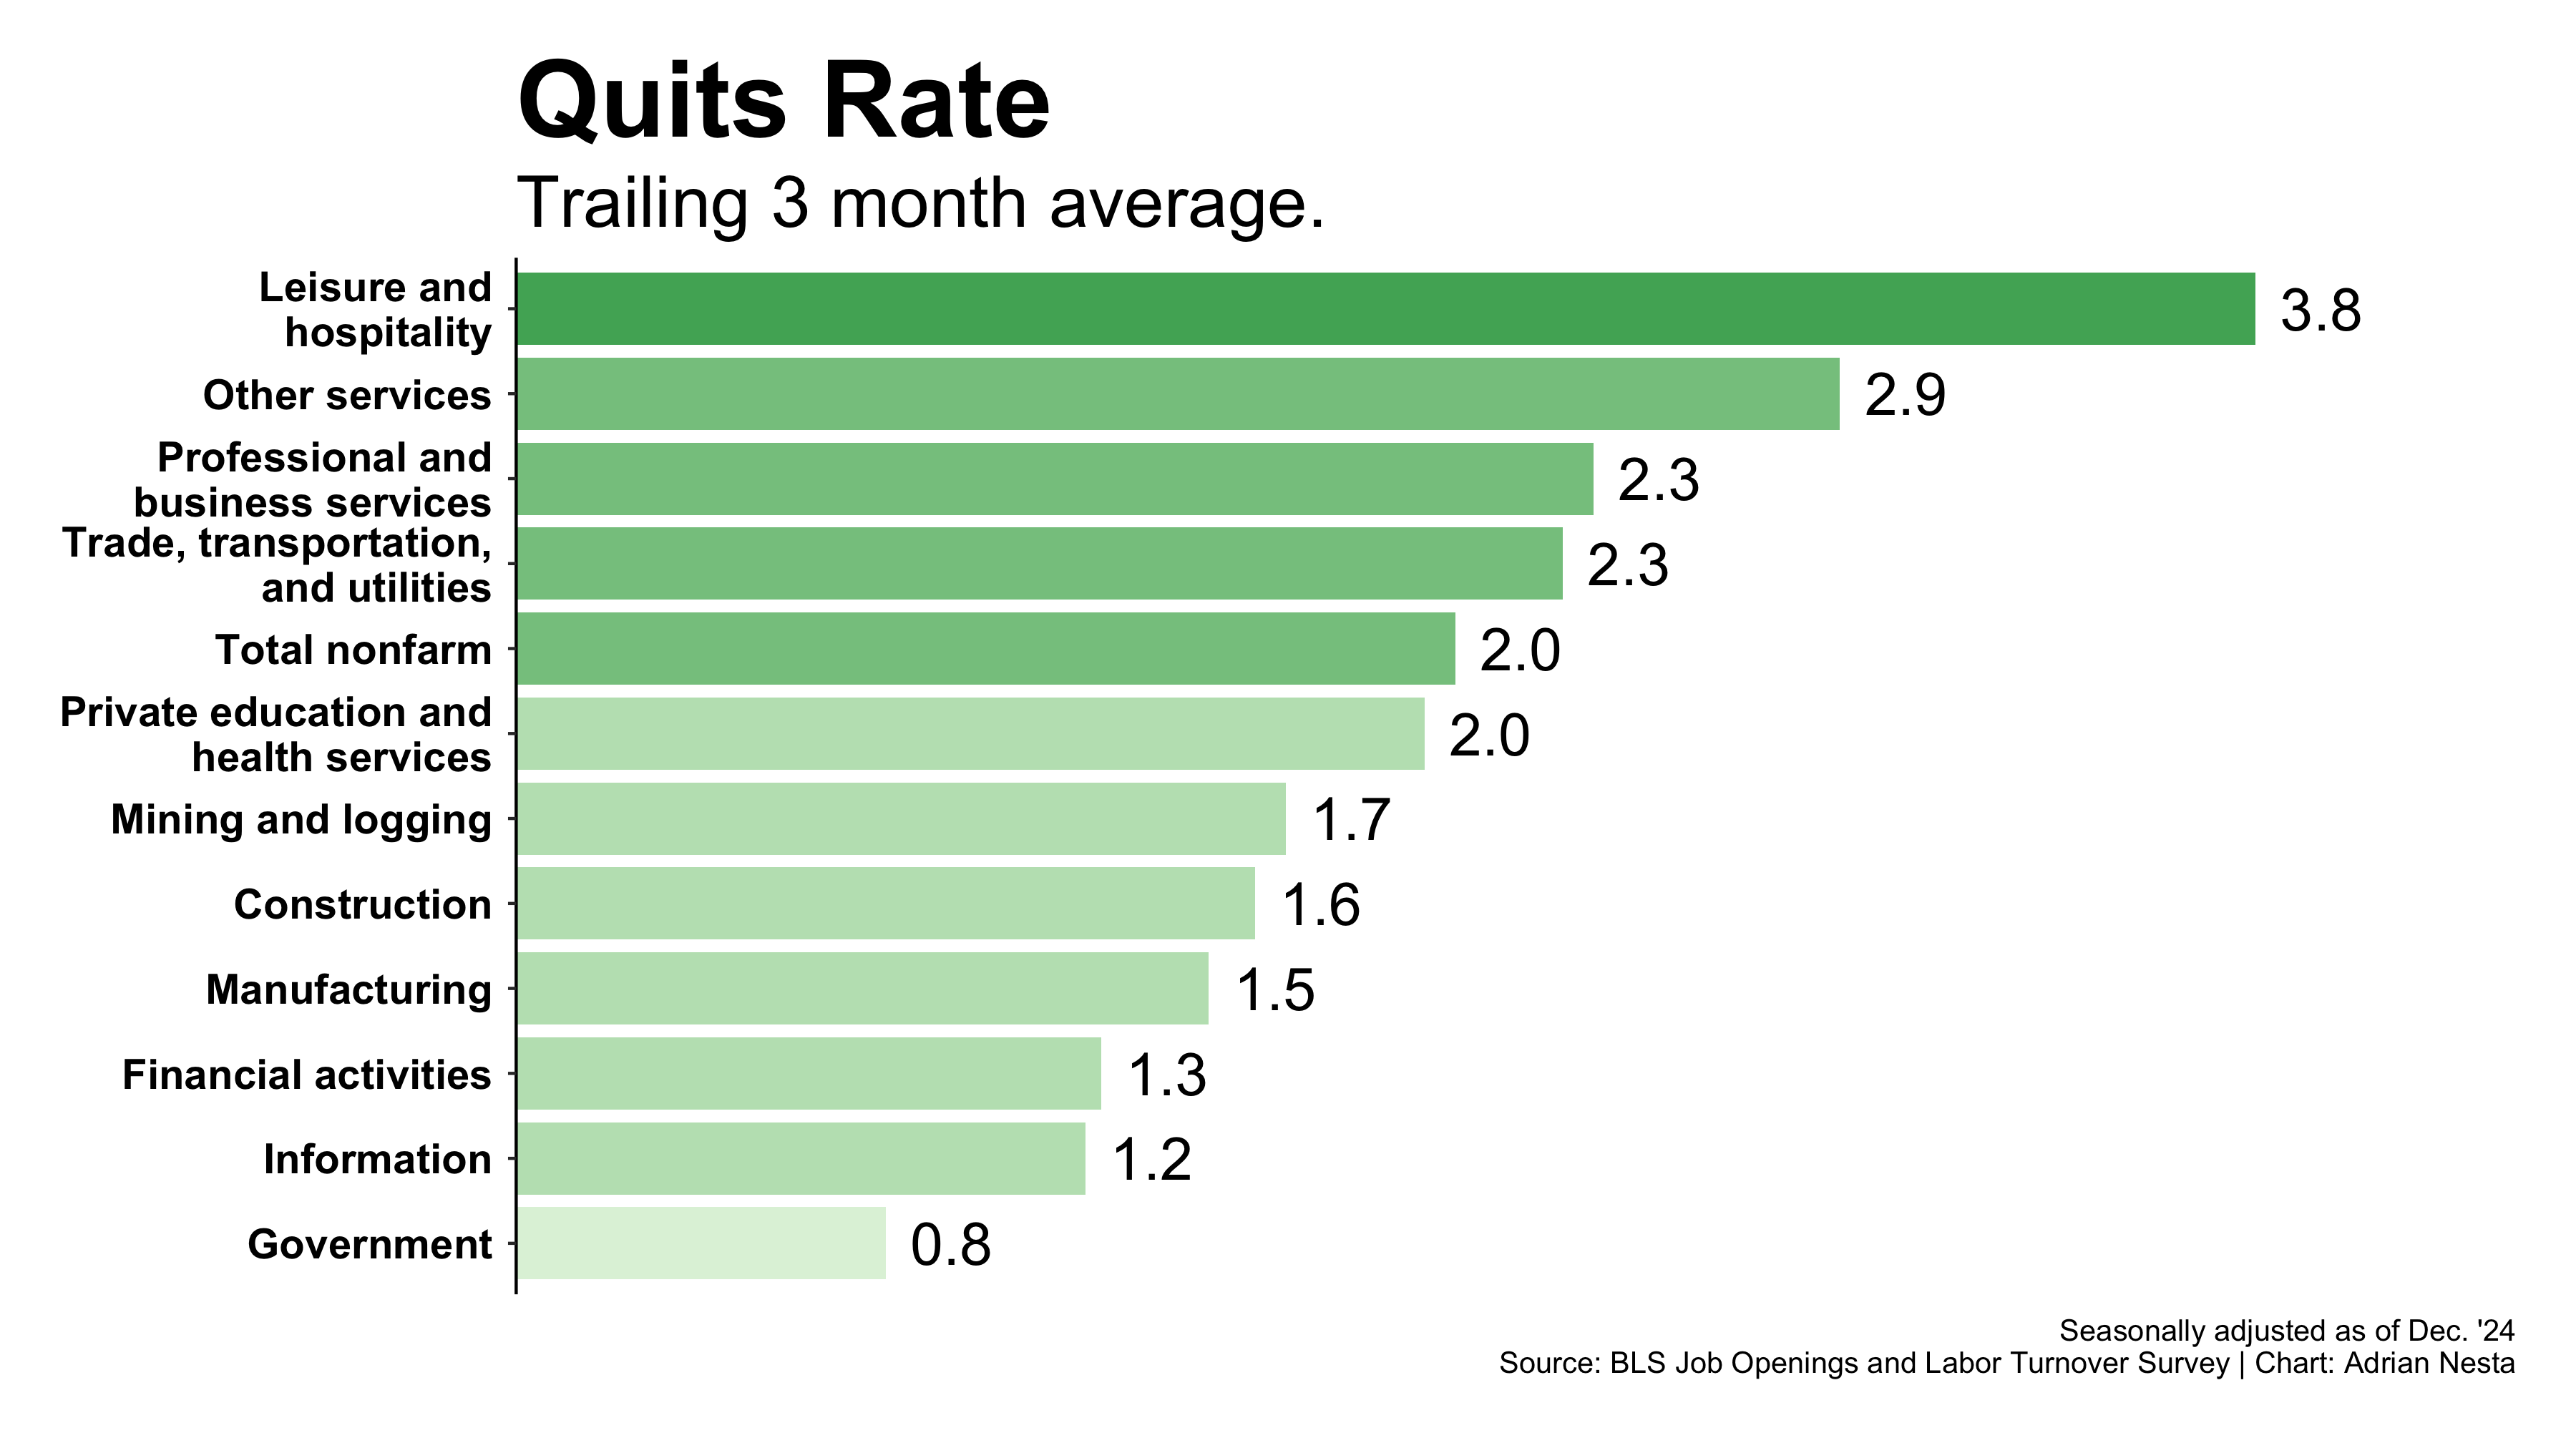 Quits Rate
Trailing 3 month average.
Leisure and
hospitality
3.8
Other services
2.9
Professional and
business services
2.3
Trade, transportation,
and utilities
2.3
Total nonfarm
2.0
Private education and
health services
2.0
Mining and logging
1.7
Construction
1.6
Manufacturing
1.5
Financial activities
1.3
Information
1.2
Government
0.8
Seasonally adjusted as of Dec. '24
Source: BLS Job Openings and Labor Turnover Survey | Chart: Adrian Nesta